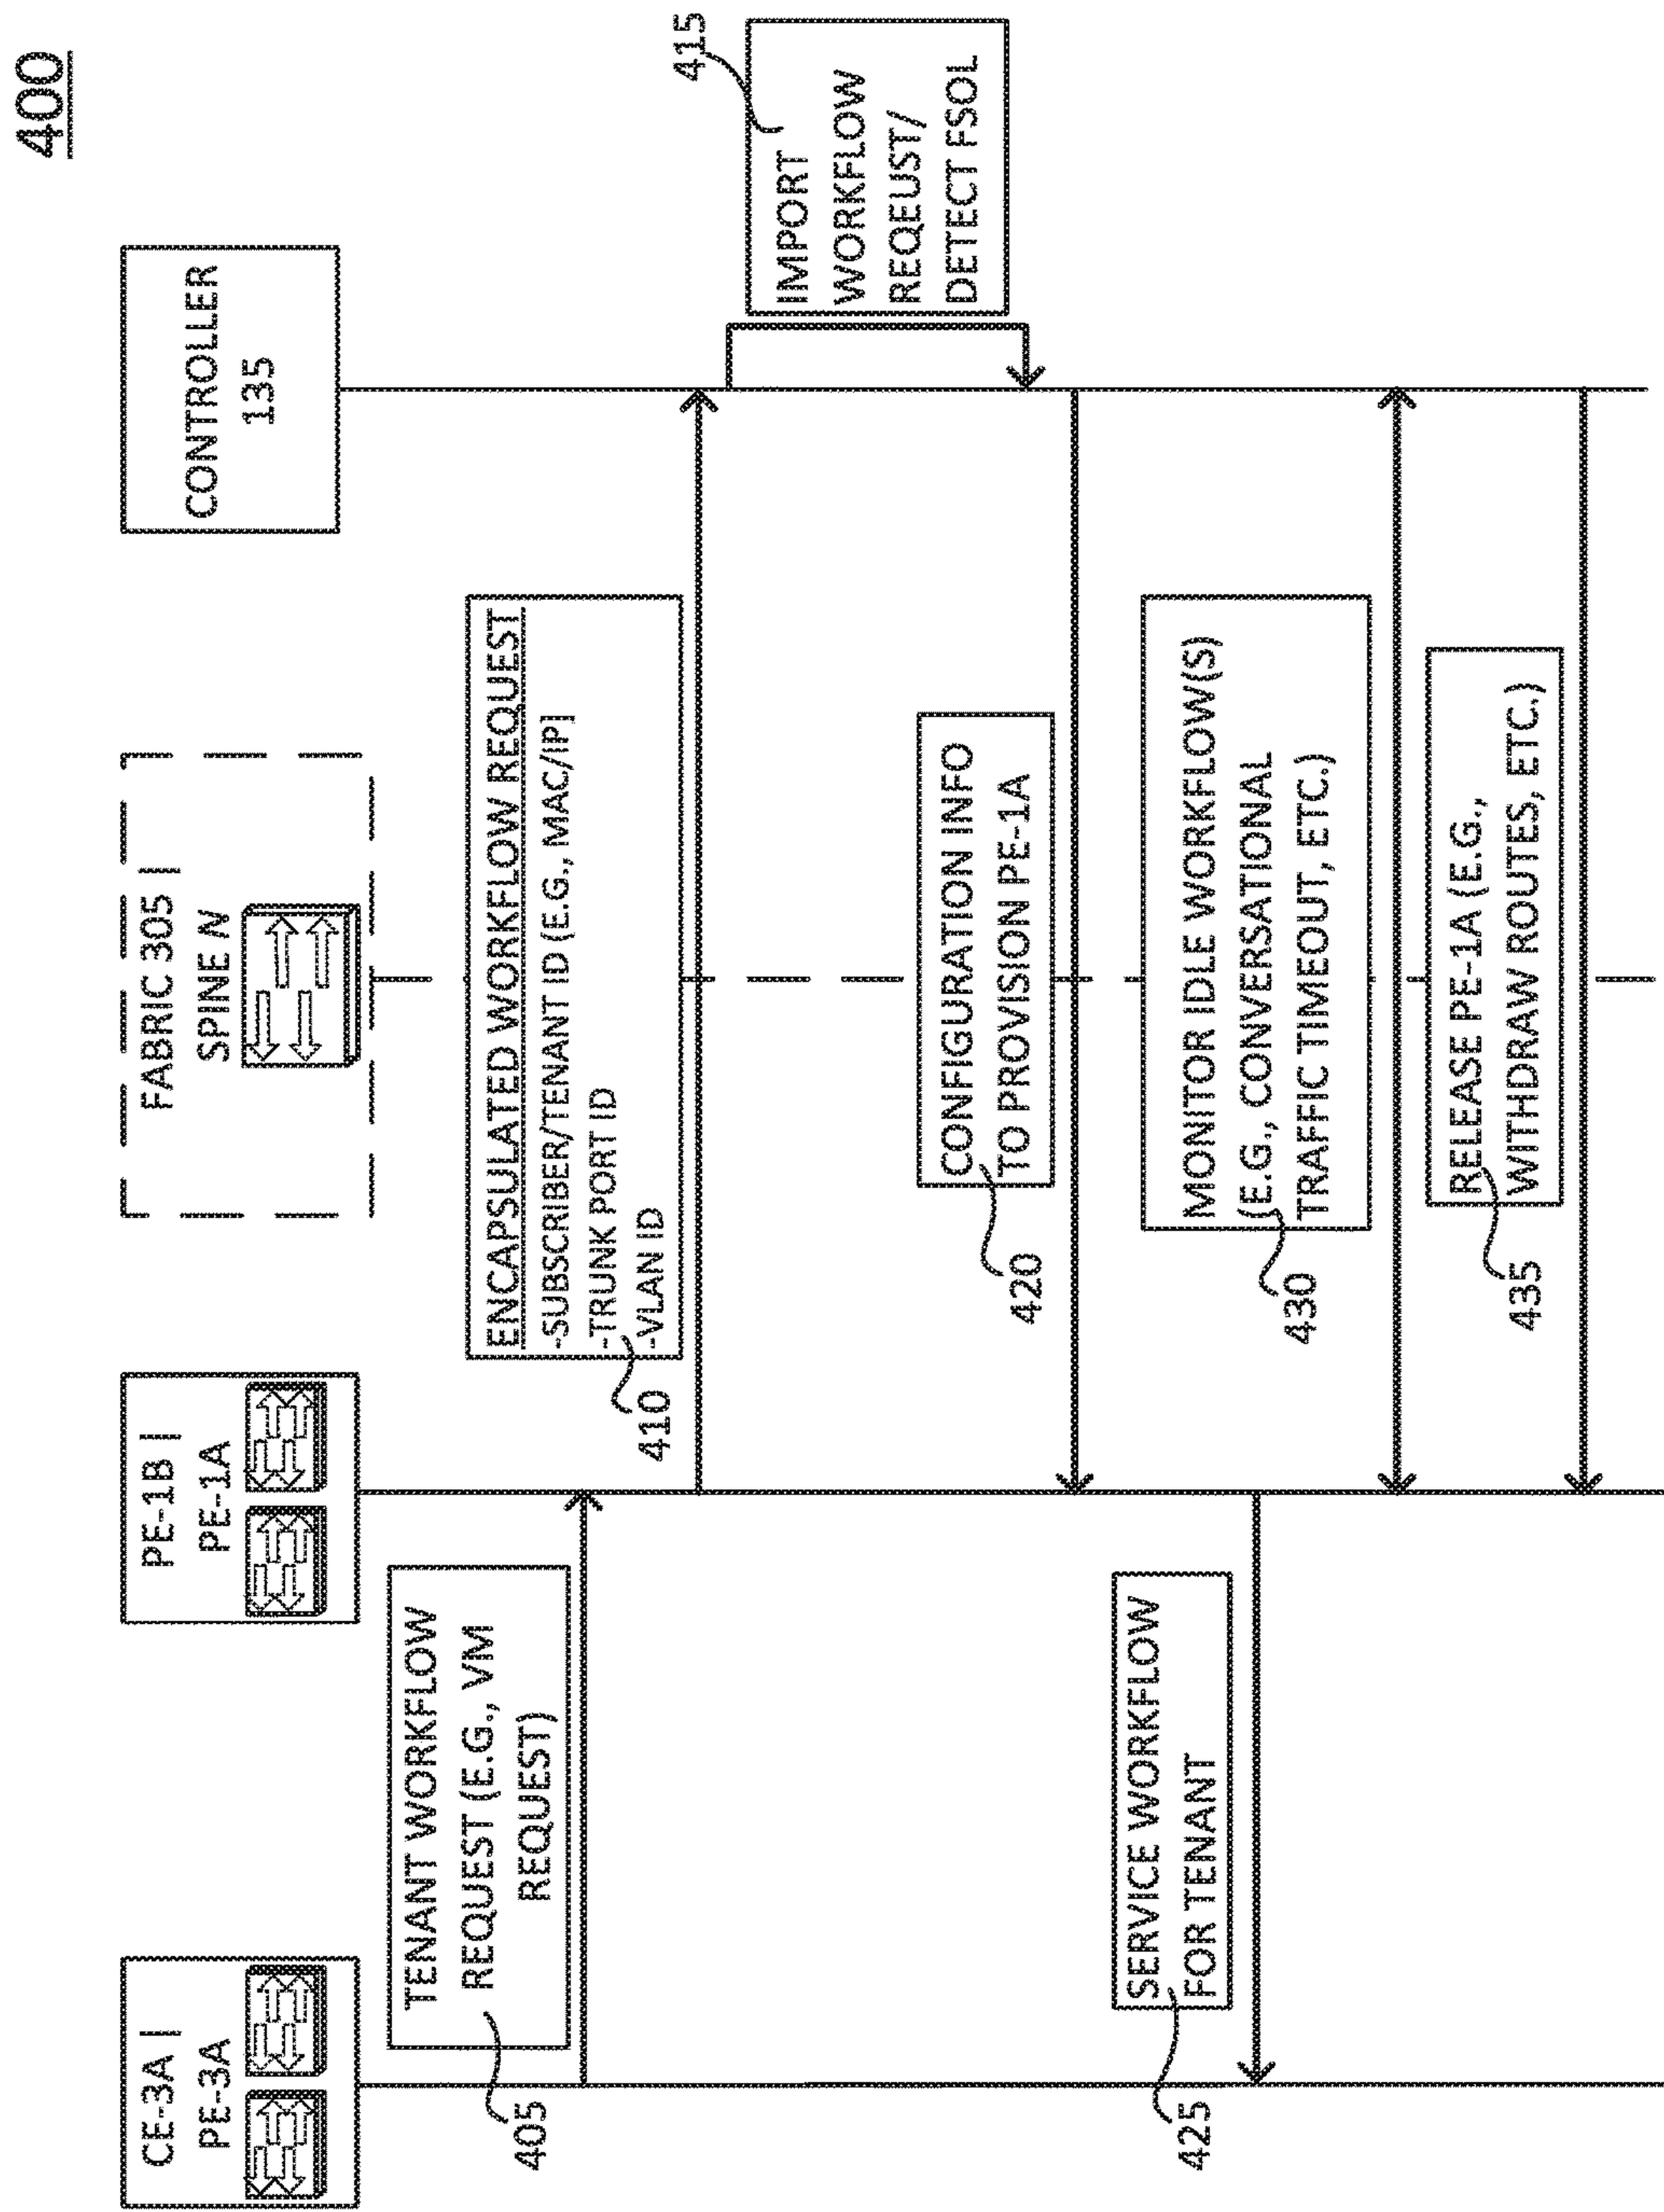 400
CE-3A |
PE-3A
PE-1B |
PE-1A
FABRIC 305 |
SPINE N
CONTROLLER
135
TENANT WORKFLOW
REQUEST (E.G., VM
REQUEST)
405
ENCAPSULATED WORKFLOW REQUEST
-SUBSCRIBER/TENANT ID (E.G., MAC/IP]
-TRUNK PORT ID
-VLAN ID
410
IMPORT
WORKFLOW
REQEUST/
DETECT FSOL
415
CONFIGURATION INFO
TO PROVISION PE-1A
420
SERVICE WORKFLOW
FOR TENANT
425
MONITOR IDLE WORKFLOW(S)
(E.G., CONVERSATIONAL
TRAFFIC TIMEOUT, ETC.)
430
RELEASE PE-1A (E.G.,
WITHDRAW ROUTES, ETC.)
435